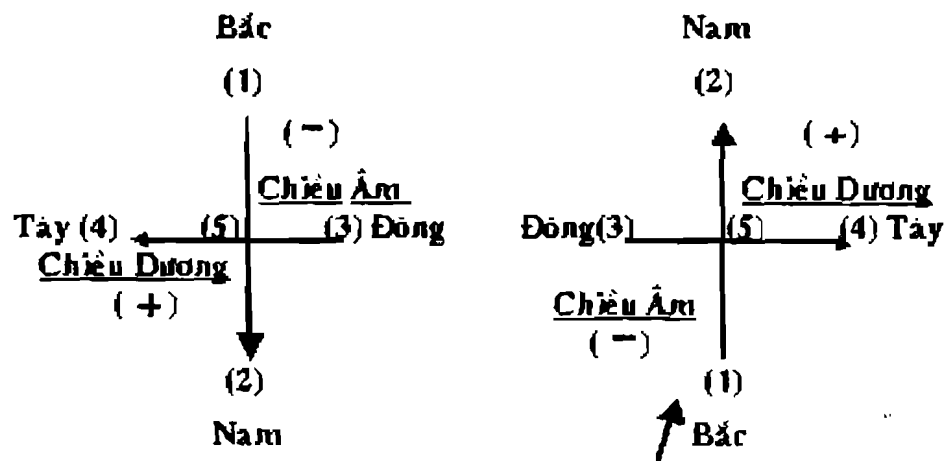 Bắc
(1)
(-)
Chiều Âm
Tây (4) (5) (3) Đông
Chiều Dương
(+)
(2)
Nam
Nam
(2)
(+)
Chiều Dương
Đông(3) (5) (4) Tây
Chiều Âm
(-)
(1)
Bắc